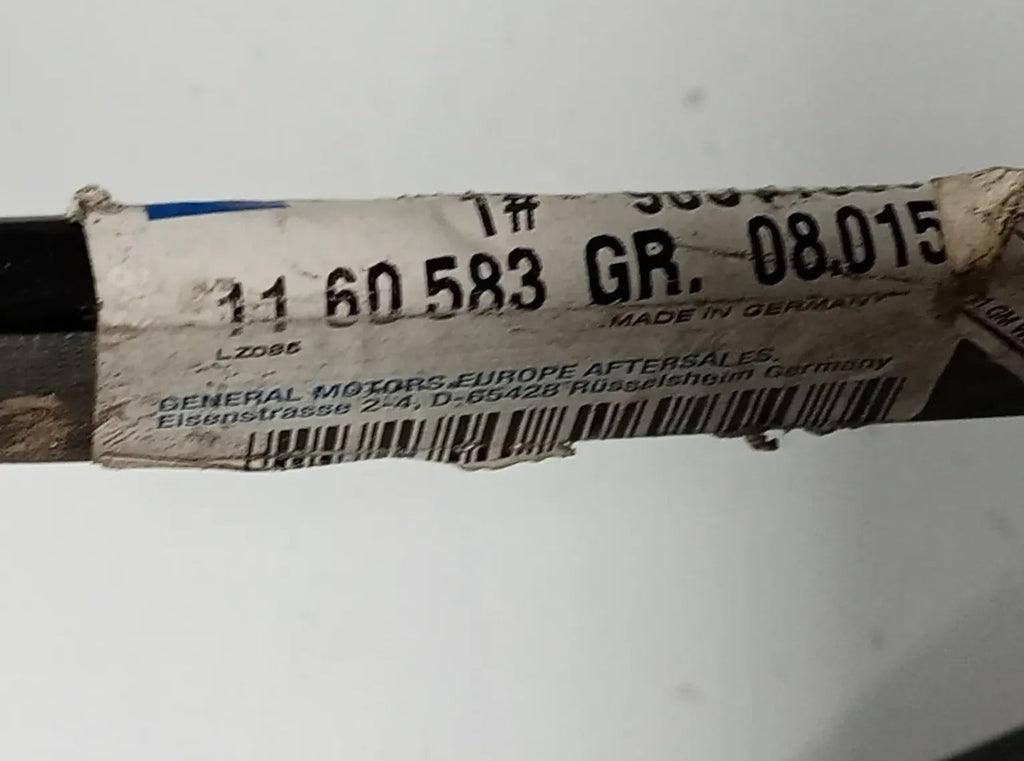 1#
11 60 583 GR. 08.015
MADE IN GERMANY
LZ086
GENERAL MOTORS EUROPE AFTERSALES.
Eisenstrasse 2-4, D-65428 Rüsselsheim Germany